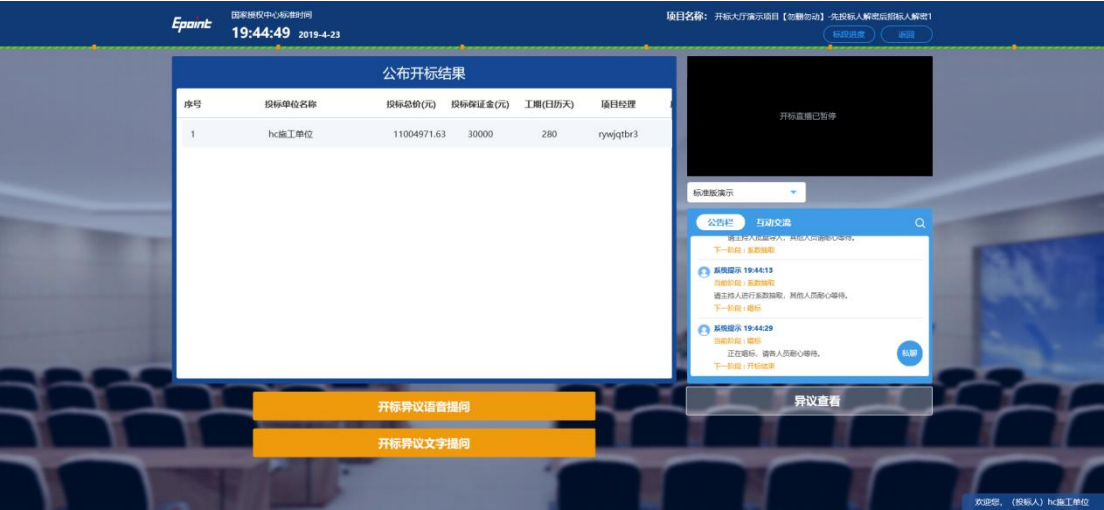 Epoint
国家授权中心标准时间
19:44:49 2019-4-23
项目名称： 开标大厅演示项目【勿删勿动】-先投标人解密后招标人解密1
标段进度
返回
公布开标结果
序号 投标单位名称 投标总价(元) 投标保证金(元) 工期(日历天) 项目经理
1 hc施工单位 11004971.63 30000 280 rywjqtbr3
开标异议语音提问
开标异议文字提问
开标直播已暂停
标准版演示
公告栏 互动交流
下一阶段：系数抽取
系统提示 19:44:13
当前阶段：系数抽取
请主持人进行系数抽取，其他人员耐心等待。
下一阶段：唱标
系统提示 19:44:29
当前阶段：唱标
正在唱标，请各人员耐心等待。
下一阶段：开标结束
私聊
异议查看
欢迎您，（投标人）hc施工单位